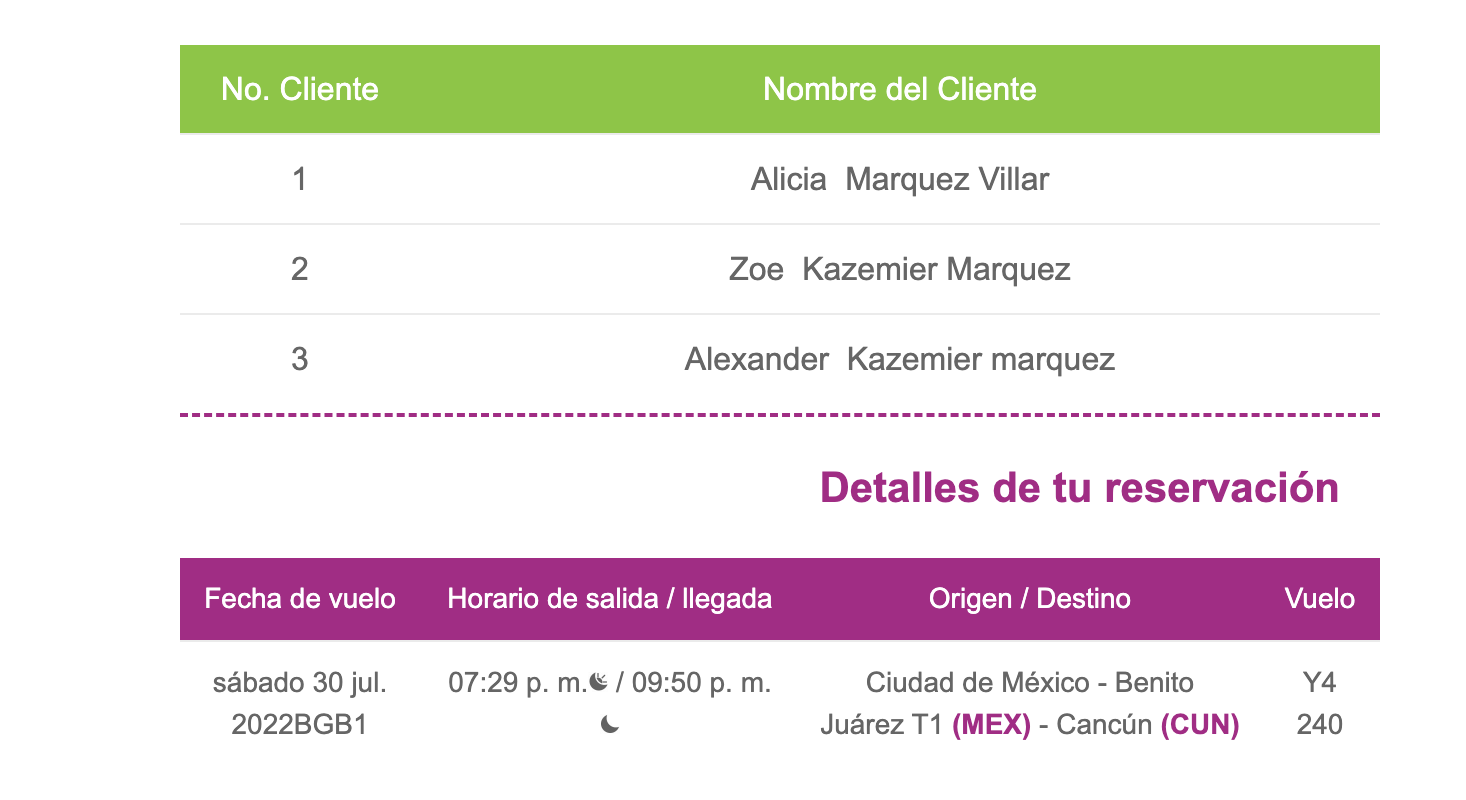 No. Cliente Nombre del Cliente
1 Alicia  Marquez Villar
2 Zoe  Kazemier Marquez
3 Alexander  Kazemier marquez
Detalles de tu reservación
Fecha de vuelo Horario de salida / llegada Origen / Destino Vuelo
sábado 30 jul. 07:29 p. m. / 09:50 p. m. Ciudad de México - Benito Y4
2022BGB1 Juárez T1 (MEX) - Cancún (CUN) 240